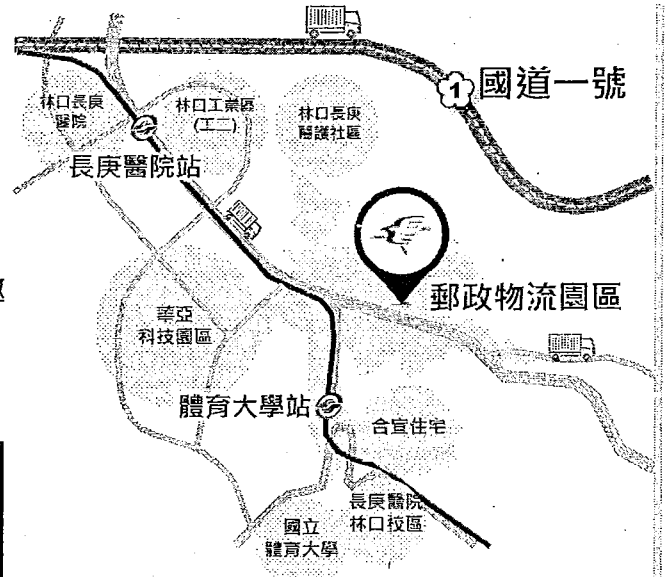 1
國道一號
林口長庚
醫院
林口工業區
(工二)
林口長庚
養護社區
長庚醫院站
郵政物流園區
華亞
科技園區
體育大學站
合宜住宅
長庚醫院
林口校區
國立
體育大學